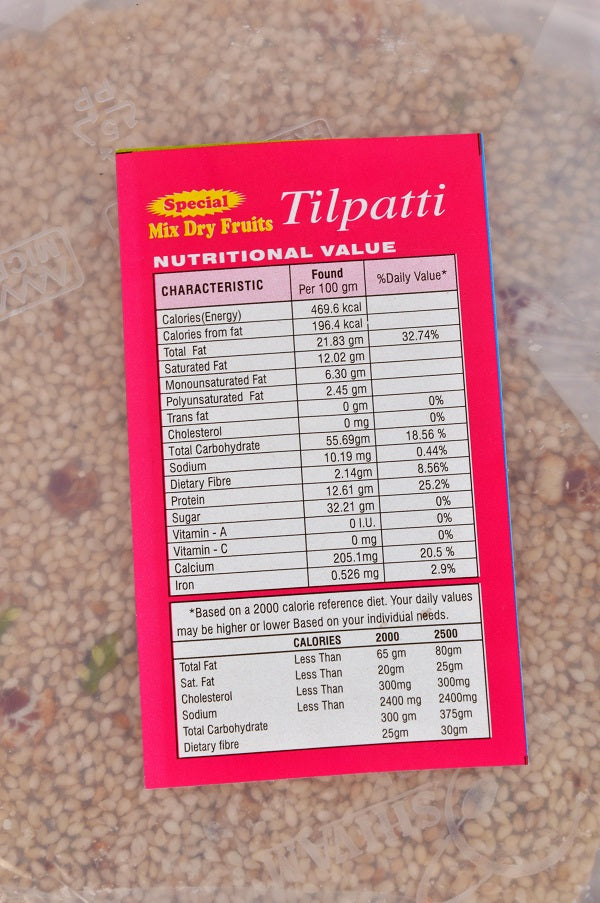 Special
Mix Dry Fruits Tilpatti
NUTRITIONAL VALUE
CHARACTERISTIC Found Per 100 gm %Daily Value*
Calories(Energy) 469.6 kcal
Calories from fat 196.4 kcal
Total Fat 21.83 gm 32.74%
Saturated Fat 12.02 gm
Monounsaturated Fat 6.30 gm
Polyunsaturated Fat 2.45 gm
Trans fat 0 gm 0%
Cholesterol 0 mg 0%
Total Carbohydrate 55.69gm 18.56 %
Sodium 10.19 mg 0.44%
Dietary Fibre 2.14gm 8.56%
Protein 12.61 gm 25.2%
Sugar 32.21 gm 0%
Vitamin - A 0 I.U. 0%
Vitamin - C 0 mg 0%
Calcium 205.1mg 20.5 %
Iron 0.526 mg 2.9%
*Based on a 2000 calorie reference diet. Your daily values
may be higher or lower Based on your individual needs.
CALORIES 2000 2500
Total Fat Less Than 65 gm 80gm
Sat. Fat Less Than 20gm 25gm
Cholesterol Less Than 300mg 300mg
Sodium Less Than 2400 mg 2400mg
Total Carbohydrate 300 gm 375gm
Dietary fibre 25gm 30gm